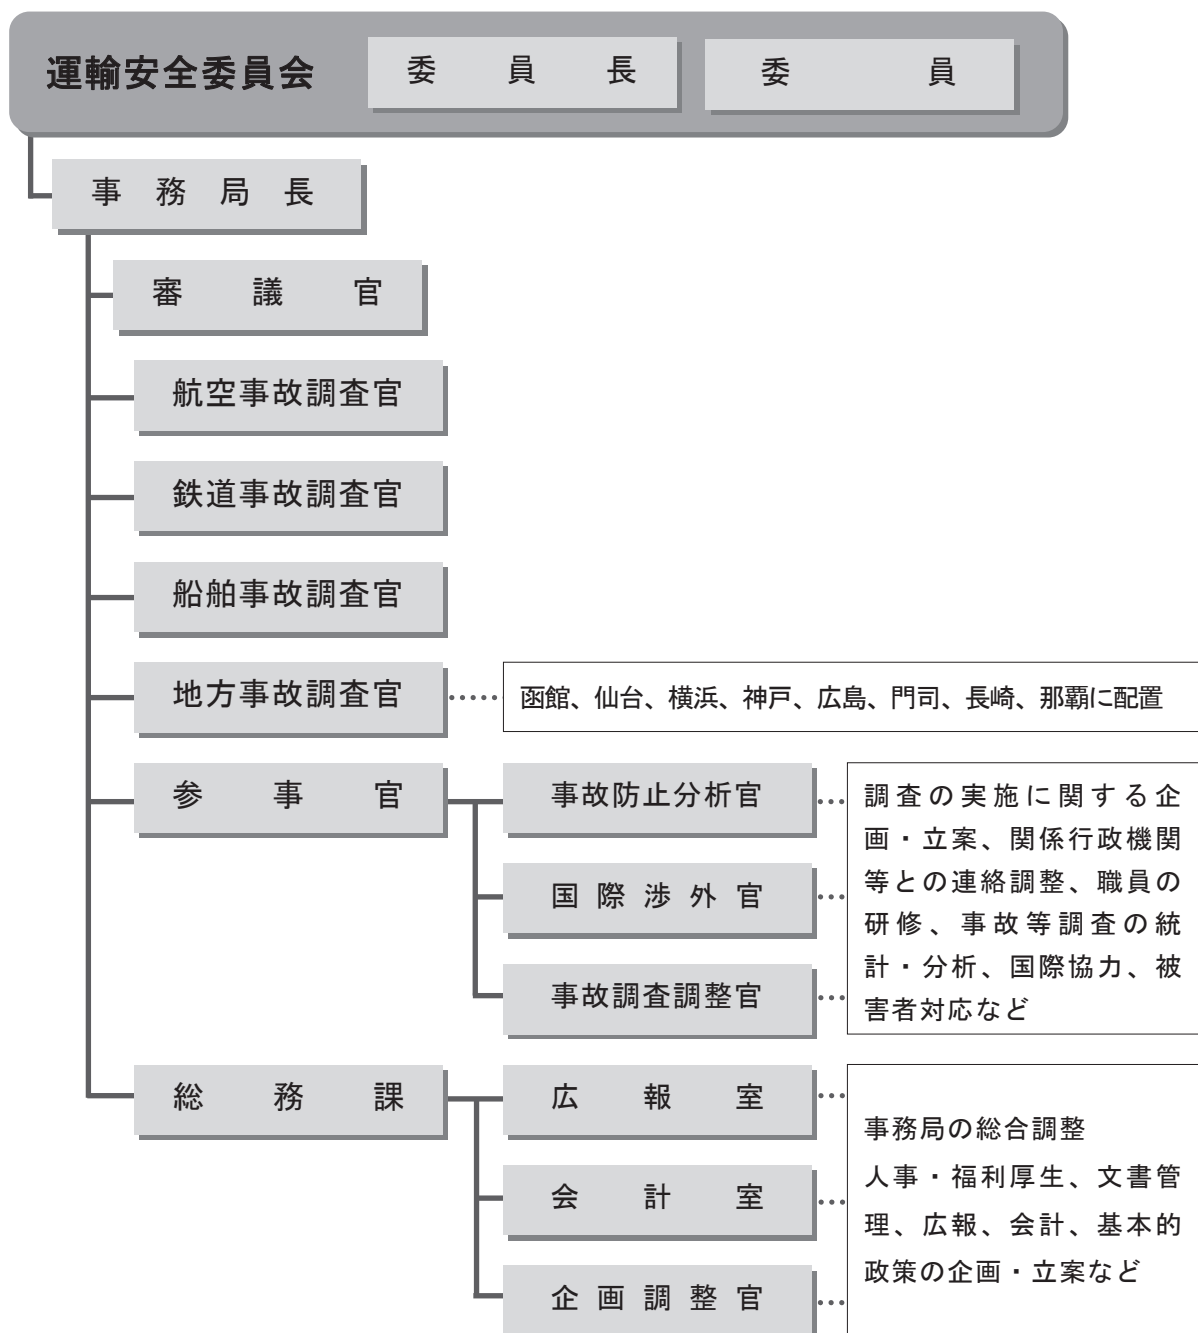 運輸安全委員会
委員長
委員
事務局長
審議官
航空事故調査官
鉄道事故調査官
船舶事故調査官
地方事故調査官
函館、仙台、横浜、神戸、広島、門司、長崎、那覇に配置
参事官
事故防止分析官
国際渉外官
事故調査調整官
調査の実施に関する企
画・立案、関係行政機関
等との連絡調整、職員の
研修、事故等調査の統
計・分析、国際協力、被
害者対応など
総務課
広報室
会計室
企画調整官
事務局の総合調整
人事・福利厚生、文書管
理、広報、会計、基本的
政策の企画・立案など